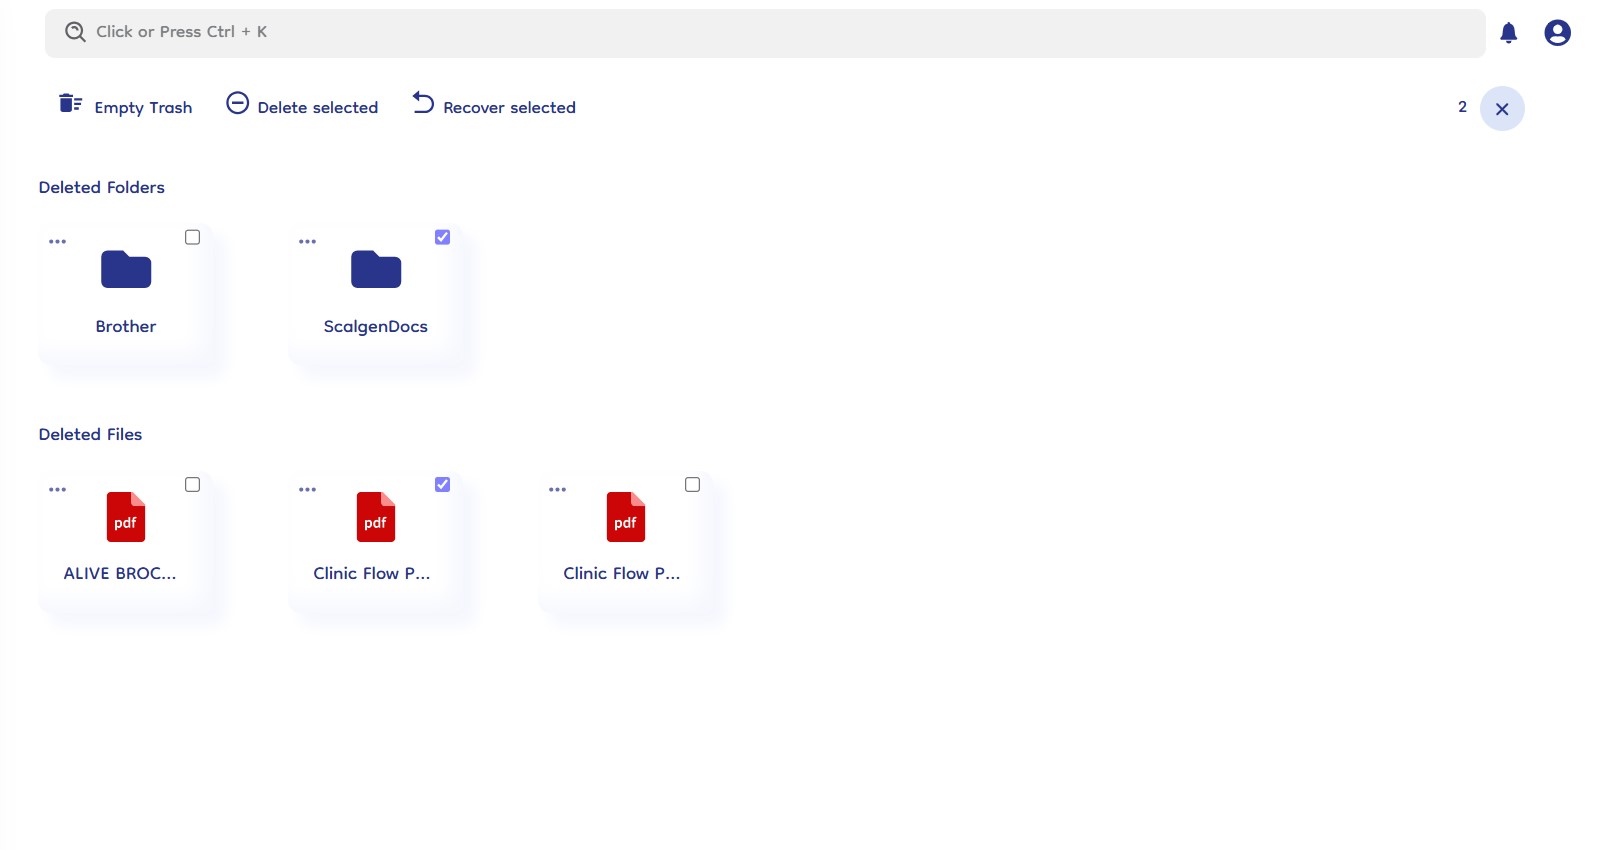 Click or Press Ctrl + K
Empty Trash
Delete selected
Recover selected
2
Deleted Folders
Brother
ScalgenDocs
Deleted Files
pdf
pdf
pdf
ALIVE BROC...
Clinic Flow P...
Clinic Flow P...